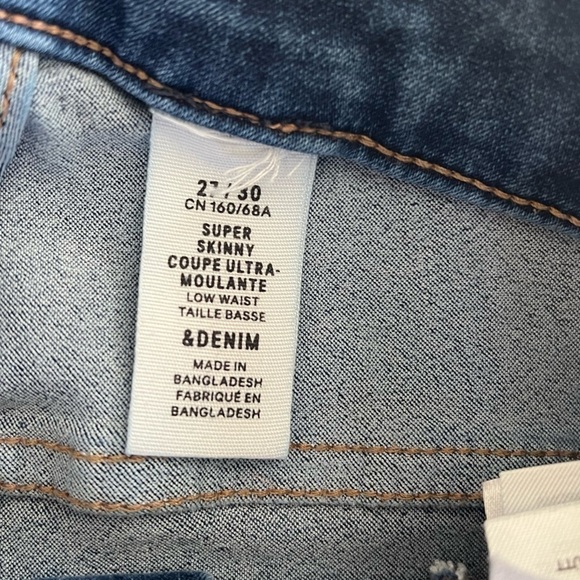 27/30
CN 160/68A
SUPER
SKINNY
COUPE ULTRA-
MOULANTE
LOW WAIST
TAILLE BASSE
&DENIM
MADE IN
BANGLADESH
FABRIQUÉ EN
BANGLADESH